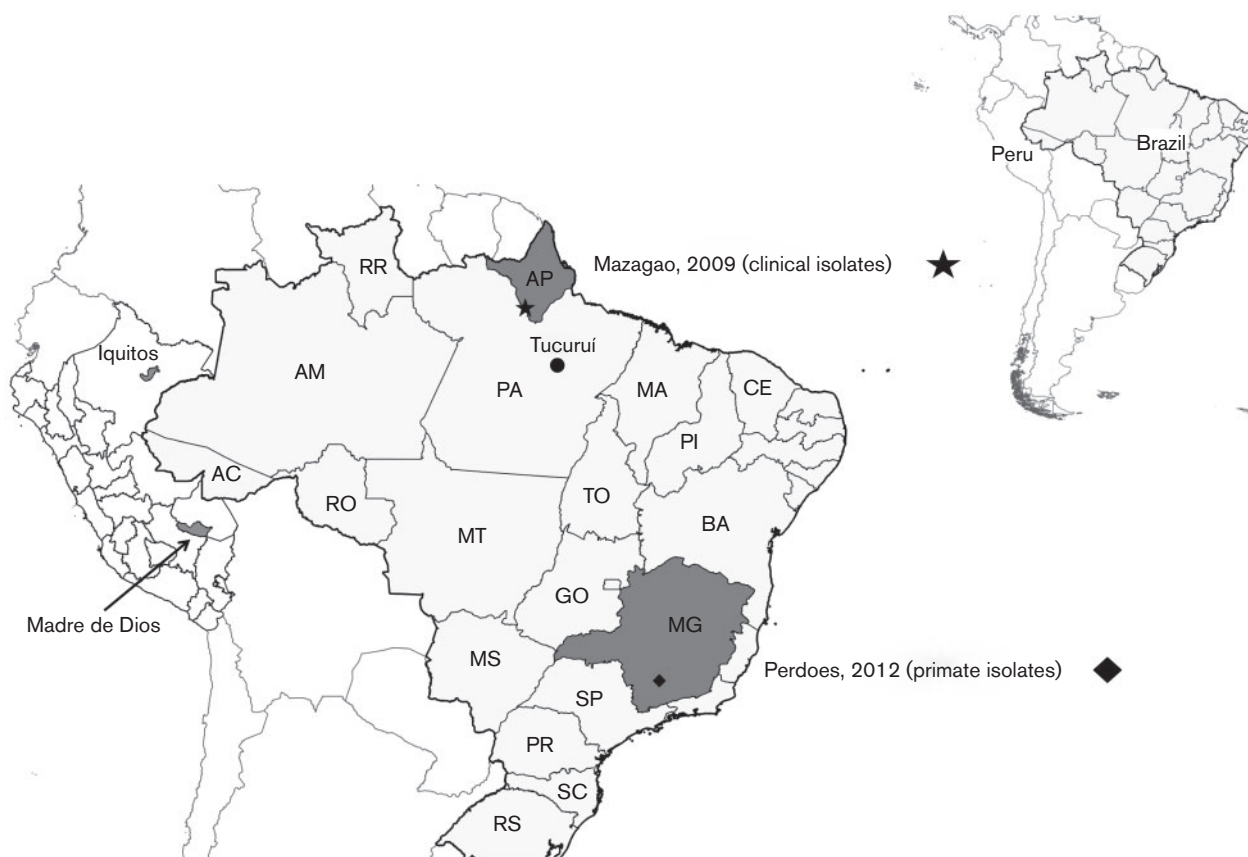 Peru
Brazil
RR
AP
Mazagao, 2009 (clinical isolates)
Iquitos
Tucuruí
AM
PA
MA
CE
PI
AC
RO
TO
BA
MT
GO
Madre de Dios
MG
MS
Perdoes, 2012 (primate isolates)
SP
PR
SC
RS